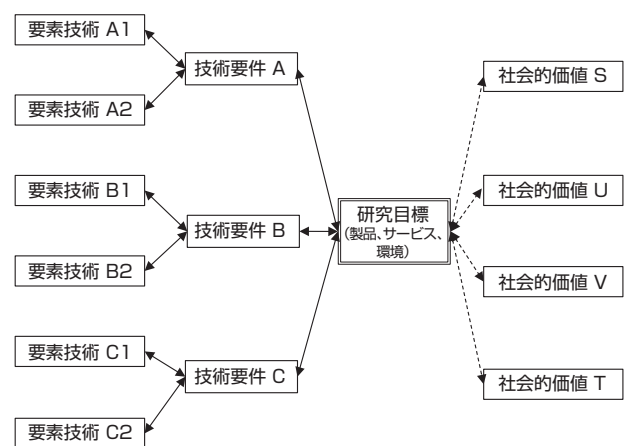 要素技術 A1
要素技術 A2
技術要件 A
要素技術 B1
要素技術 B2
技術要件 B
要素技術 C1
要素技術 C2
技術要件 C
研究目標
（製品、サービス、
環境）
社会的価値 S
社会的価値 U
社会的価値 V
社会的価値 T